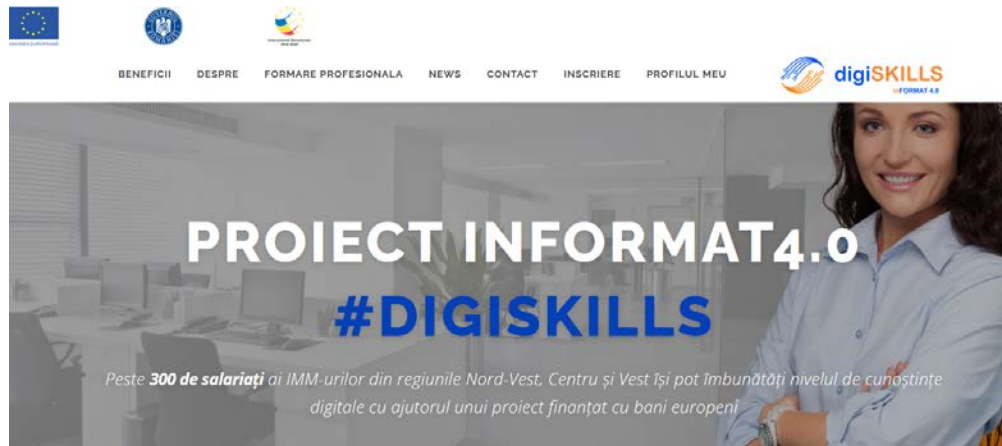 UNIUNEA EUROPEANĂ
BENEFICII DESPRE FORMARE PROFESIONALA NEWS CONTACT INSCRIERE PROFILUL MEU
digiSKILLS
inFORMAT 4.0
PROIECT INFORMAT4.0
#DIGISKILLS
Peste 300 de salariați ai IMM-urilor din regiunile Nord-Vest, Centru și Vest își pot îmbunătăți nivelul de cunoștințe
digitale cu ajutorul unui proiect finanțat cu bani europeni